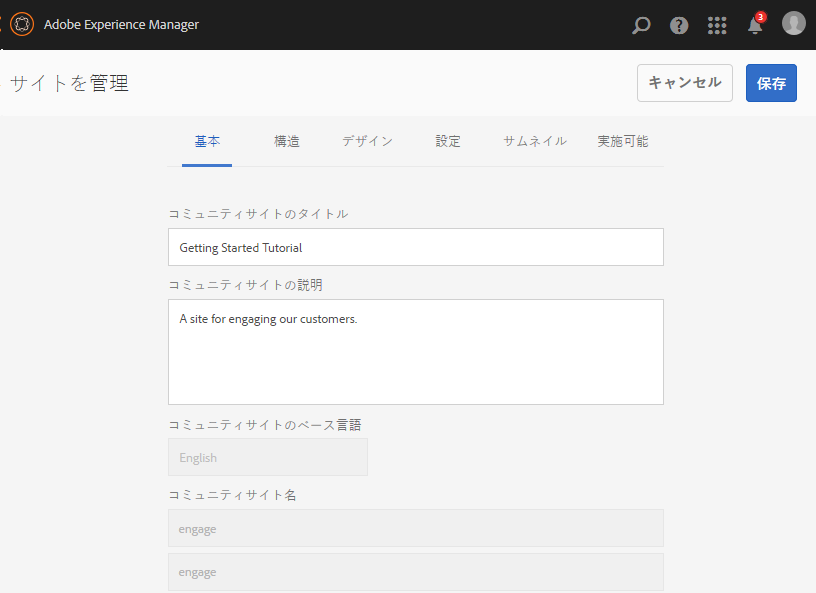 Adobe Experience Manager
3
サイトを管理
キャンセル
保存
基本 構造 デザイン 設定 サムネイル 実施可能
コミュニティサイトのタイトル
Getting Started Tutorial
コミュニティサイトの説明
A site for engaging our customers.
コミュニティサイトのベース言語
English
コミュニティサイト名
engage
engage